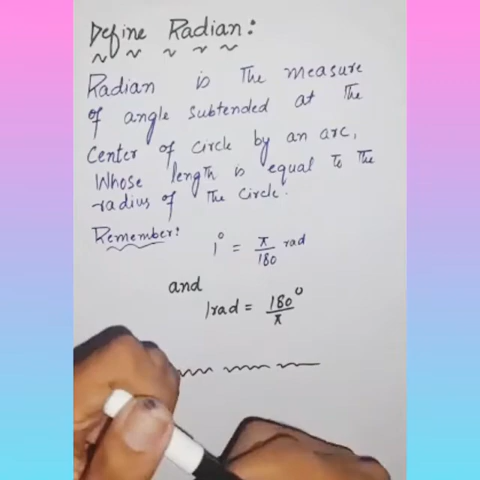 Define Radian:
Radian is The measure
of angle subtended at The
Center of Circle by an arc,
Whose length is equal To The
radius of The Circle.
Remember: 1° = π/180 rad
and
1rad = 180°/π